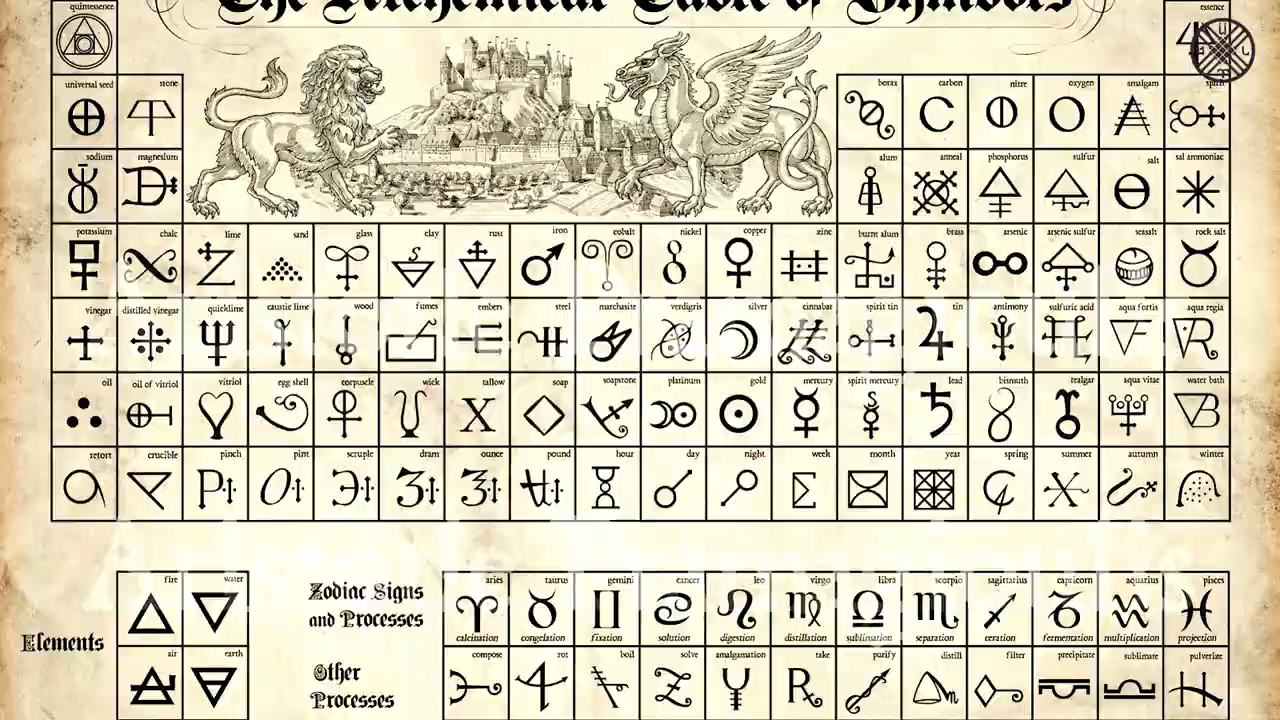 The Alchemical Table of Symbols
quintessence essence
universal seed stone borax carbon nitre oxygen amalgam spirit
sodium magnesium alum anneal phosphorus sulfur salt sal ammoniac
potassium chalc lime sand glass clay rust iron cobalt nickel copper zinc burnt alum brass arsenic arsenic sulfur seasalt rock salt
vinegar distilled vinegar quicklime caustic lime wood fumes embers steel marchasite verdigris silver cinnabar spirit tin tin antimony sulfuric acid aqua fortis aqua regia
oil oil of vitriol vitriol egg shell corpuscle wick tallow soap soapstone platinum gold mercury spirit mercury lead bismuth realgar aqua vitae water bath
retort crucible pinch pint scruple dram ounce pound hour day night week month year spring summer autumn winter
fire water Zodiac Signs aries taurus gemini cancer leo virgo libra scorpio sagittarius capricorn aquarius pisces
and Processes
Elements calcination congelation fixation solution digestion distillation sublimation separation ceration fermentation multiplication projection
air earth Other compose rot boil solve amalgamation take purify distill filter precipitate sublimate pulverize
Processes